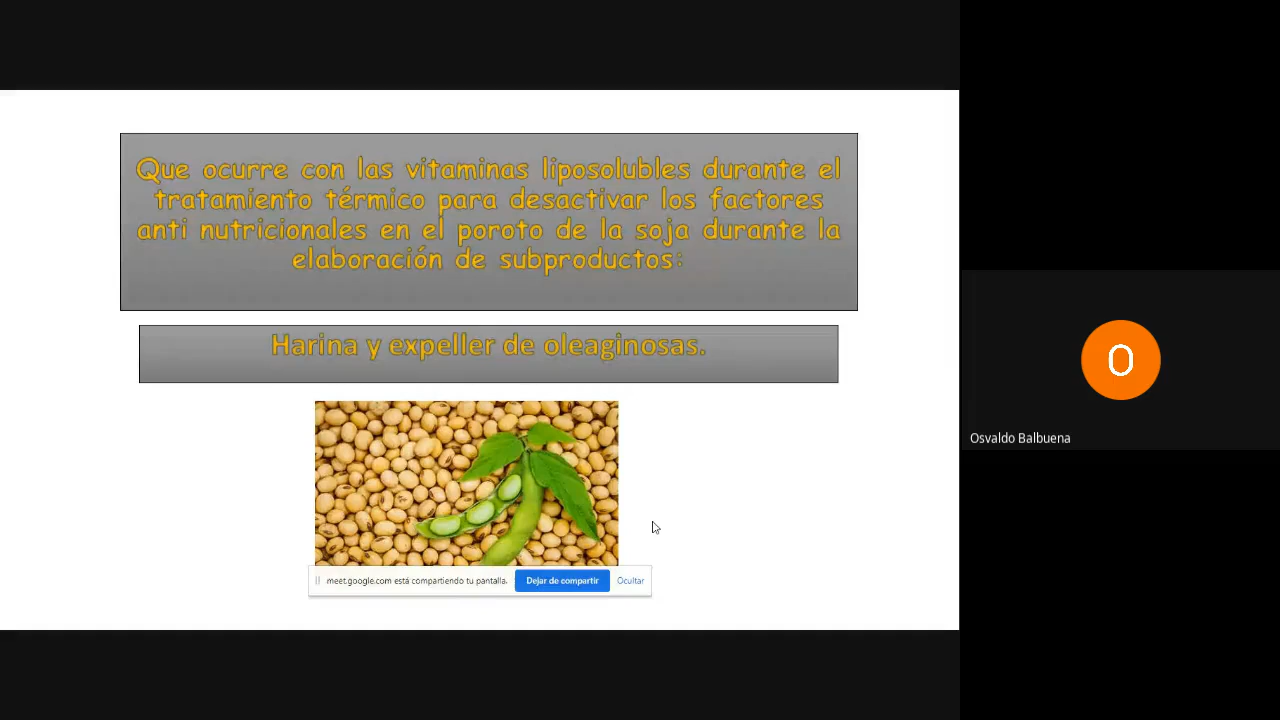 Que ocurre con las vitaminas liposolubles durante el
tratamiento térmico para desactivar los factores
anti nutricionales en el poroto de la soja durante la
elaboración de subproductos:
Harina y expeller de oleaginosas.
meet.google.com está compartiendo tu pantalla.
Dejar de compartir
Ocultar
O
Osvaldo Balbuena